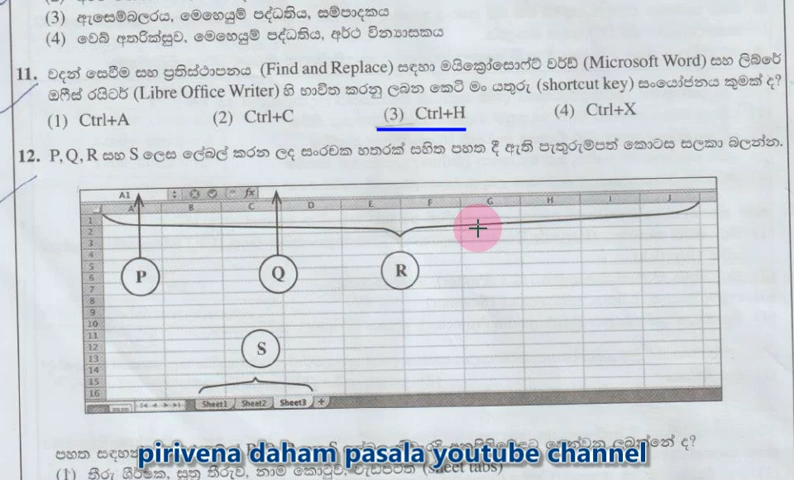 (3) ඇසෙම්බලරය, මෙහෙයුම් පද්ධතිය, සම්පාදකය
(4) වෙබ් අතරික්සුව, මෙහෙයුම් පද්ධතිය, අර්ථ වින්‍යාසකය
11. වදන් සෙවීම සහ ප්‍රතිස්ථාපනය (Find and Replace) සඳහා මයික්‍රෝසොෆ්ට් වර්ඩ් (Microsoft Word) සහ ලිබ්රේ
ඔෆිස් රයිටර් (Libre Office Writer) හි භාවිත කරනු ලබන කෙටි මං යතුරු (shortcut key) සංයෝජනය කුමක් ද?
(1) Ctrl+A (2) Ctrl+C (3) Ctrl+H (4) Ctrl+X
12. P, Q, R සහ S ලෙස ලේබල් කරන ලද සංරචක හතරක් සහිත පහත දී ඇති පැතුරුම්පත් කොටස සලකා බලන්න.
A1 fx
A B C D E F G H I J
1
2
3
4
5
6
7
8
9
10
11
12
13
14
15
16
P Q R
S
Sheet1 Sheet2 Sheet3 +
පහත ද?
pirivena daham pasala youtube channel
(1) තීරු ශීර්ෂක, සූත්‍ර තීරුව, නාම කොටුව, (sheet tabs)